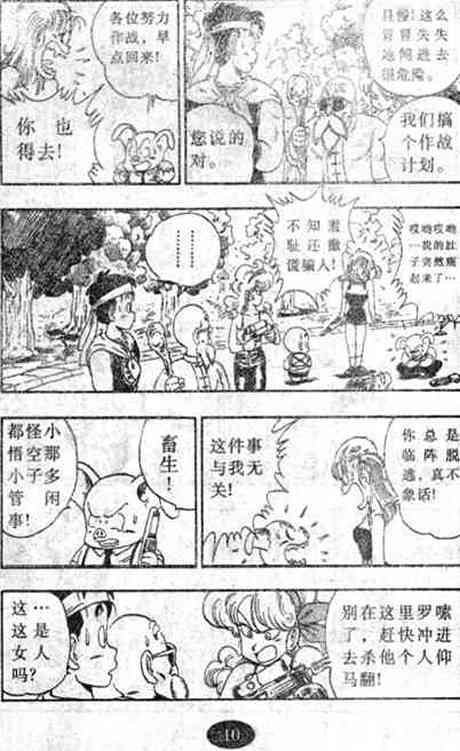 且慢!这么
冒冒失失
地闯进去
很危险。
我们搞
个作战
计划。
您说的
对。
各位努力
作战，早
点回来!
你也
得去!
哎哟哎哟
…我的肚
子突然痛
起来了…
不知羞
耻还撒
谎骗人!
……
你总是
临阵脱
逃，真不
象话!
这件事
与我无
关!
畜
生!
都怪小
悟空那
小子多
管闲
事!
别在这里罗嗦
了，赶快冲进
去杀他个人仰
马翻!
这…
这是
女人
吗?
10